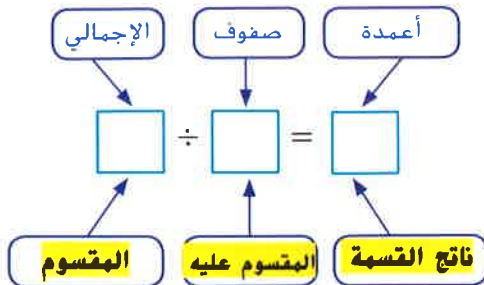 الإجمالي صفوف أعمدة
÷ =
المقسوم المقسوم عليه ناتج القسمة